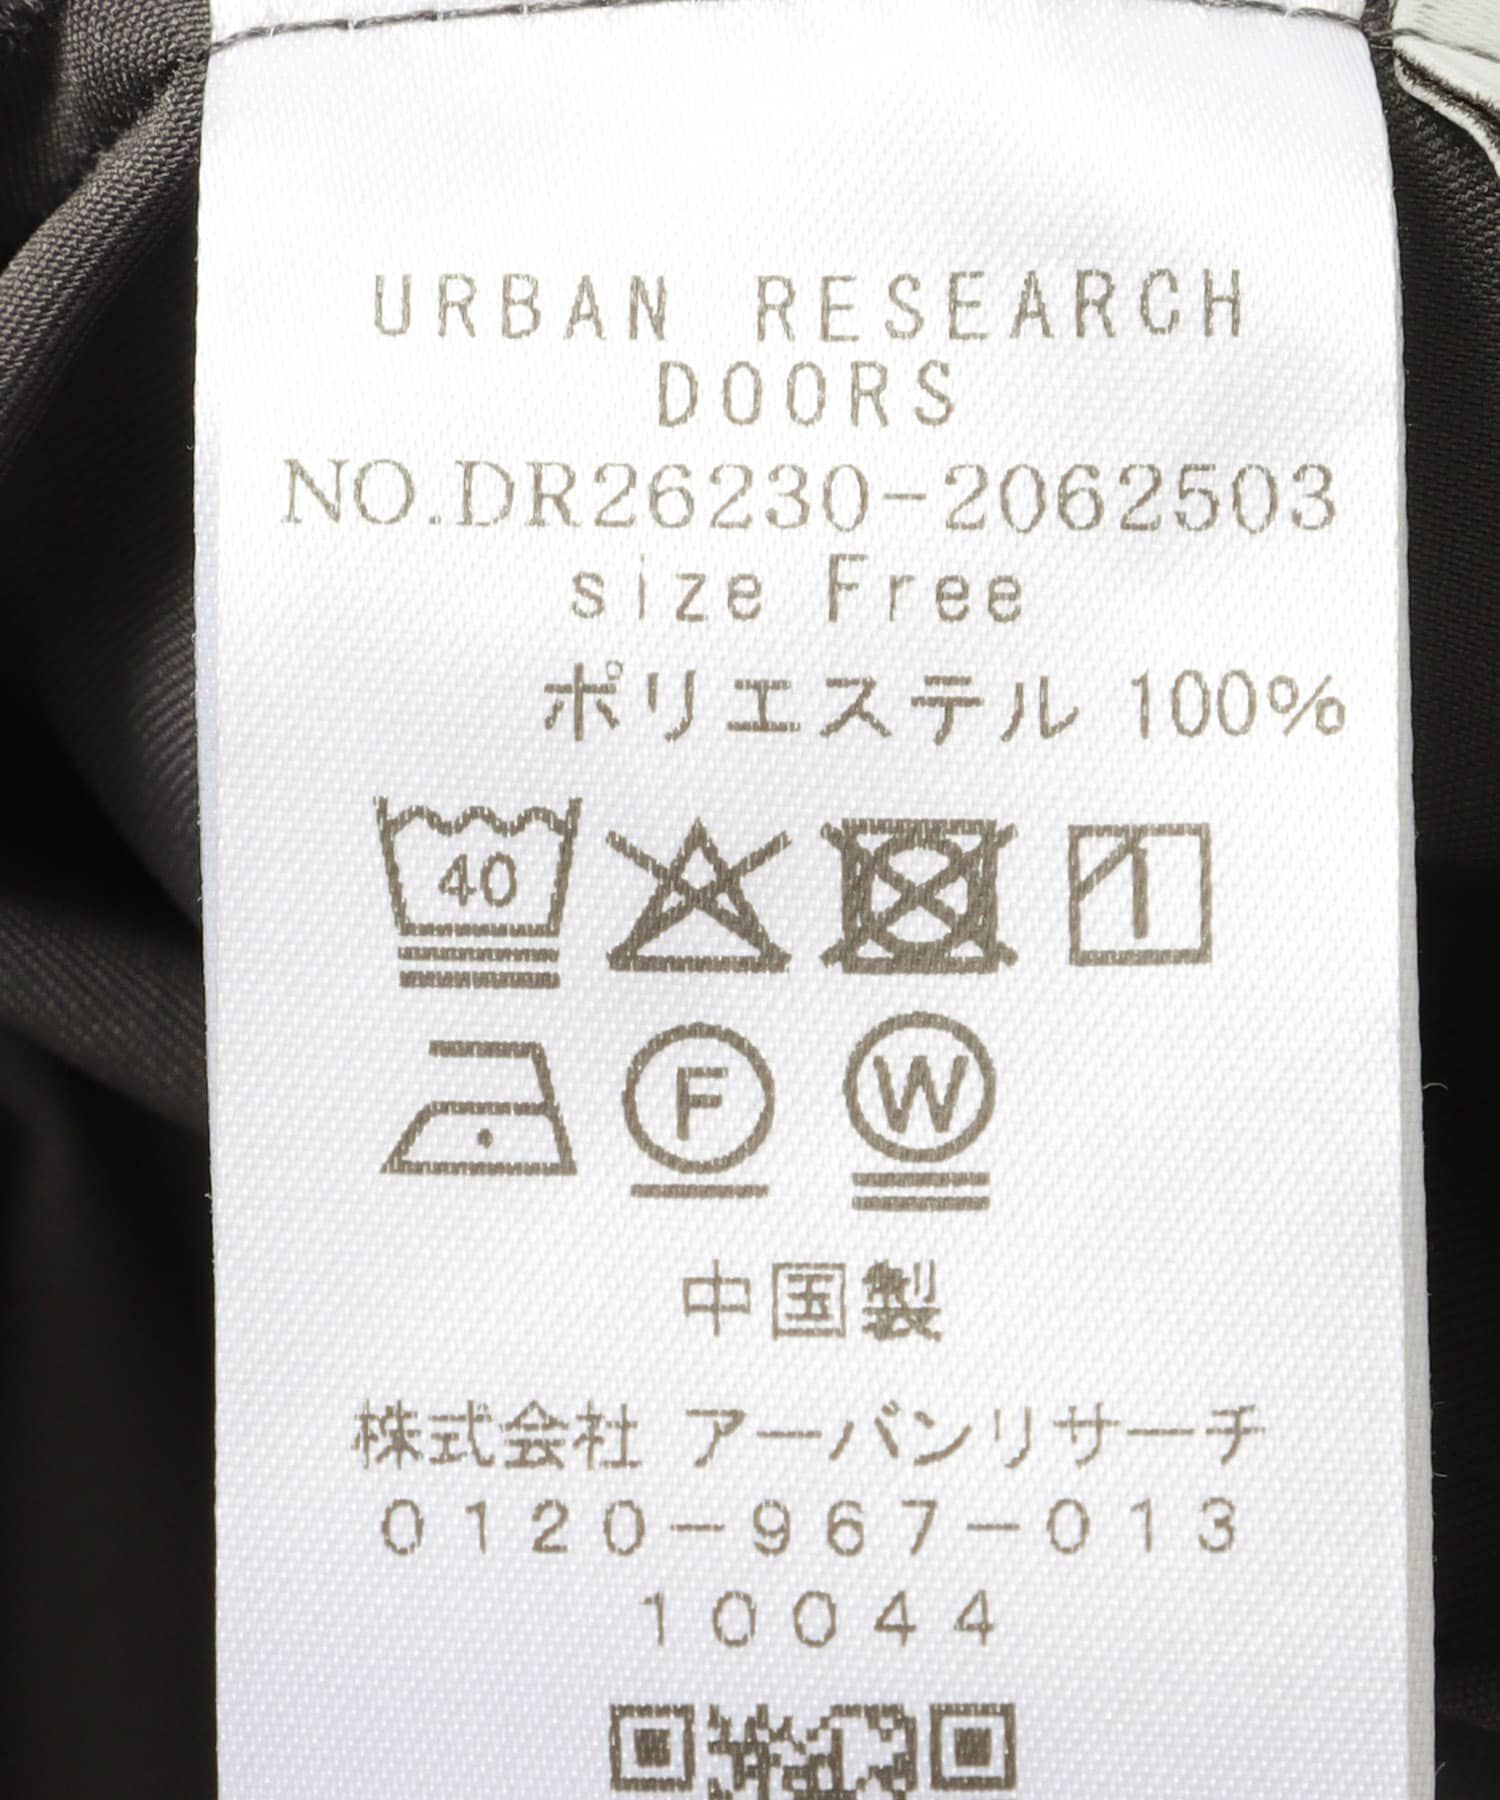 URBAN RESEARCH
DOORS
NO.DR26230-2062503
size Free
ポリエステル 100%
40
F
W
中国製
株式会社 アーバンリサーチ
0120-967-013
10044